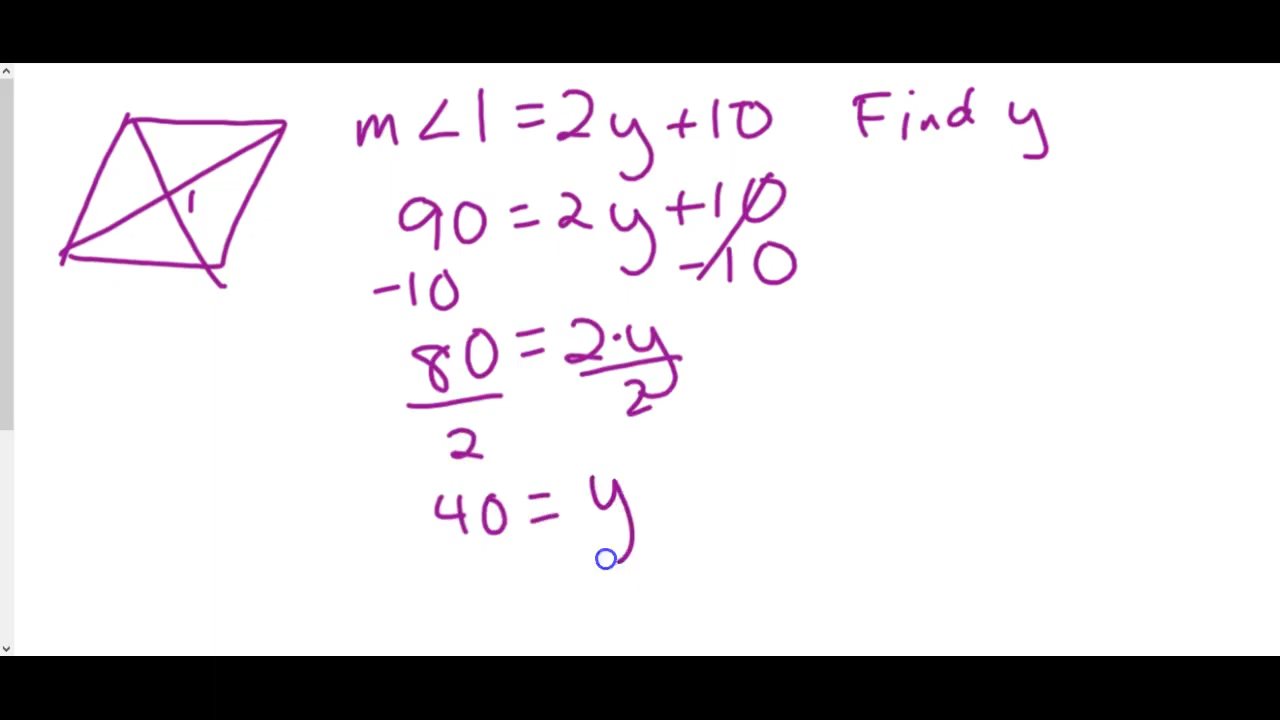 1
m∠1 = 2y + 10 Find y
90 = 2y + 10
-10 -10
80 = 2·y
2 2
40 = y